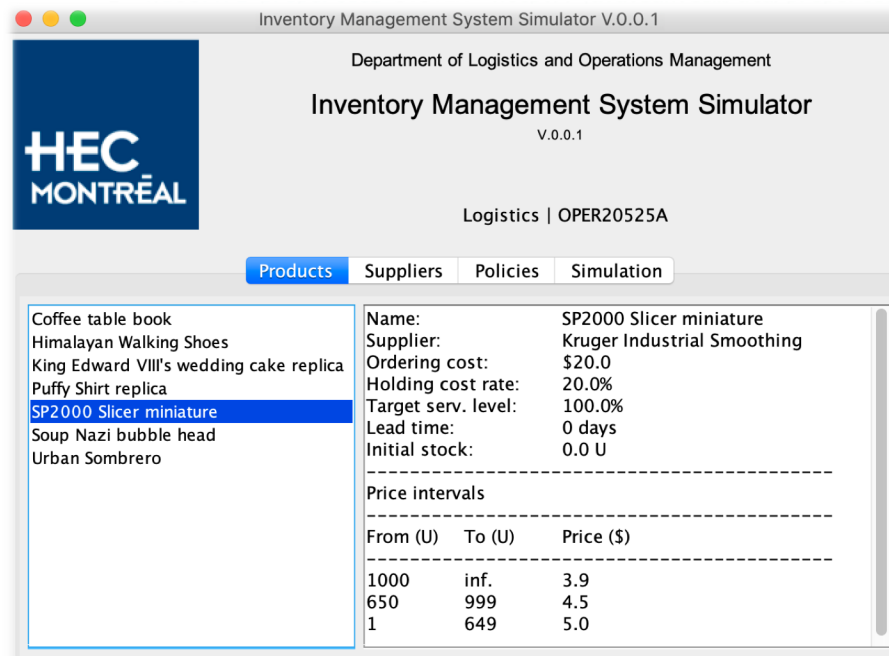 Inventory Management System Simulator V.0.0.1
HEC
MONTRĒAL
Department of Logistics and Operations Management
Inventory Management System Simulator
V.0.0.1
Logistics | OPER20525A
Products Suppliers Policies Simulation
Coffee table book
Himalayan Walking Shoes
King Edward VIII's wedding cake replica
Puffy Shirt replica
SP2000 Slicer miniature
Soup Nazi bubble head
Urban Sombrero
Name: SP2000 Slicer miniature
Supplier: Kruger Industrial Smoothing
Ordering cost: $20.0
Holding cost rate: 20.0%
Target serv. level: 100.0%
Lead time: 0 days
Initial stock: 0.0 U
Price intervals
From (U) To (U) Price ($)
1000 inf. 3.9
650 999 4.5
1 649 5.0